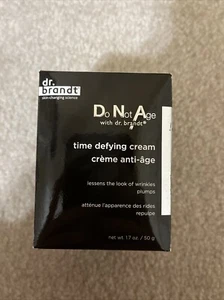 dr.
brandt
skin-changing science
Do Not Age
with dr. brandt
time defying cream
crème anti-âge
lessens the look of wrinkles
plumps
atténue l'apparence des rides
repulpe
net wt. 1.7 oz. / 50 g